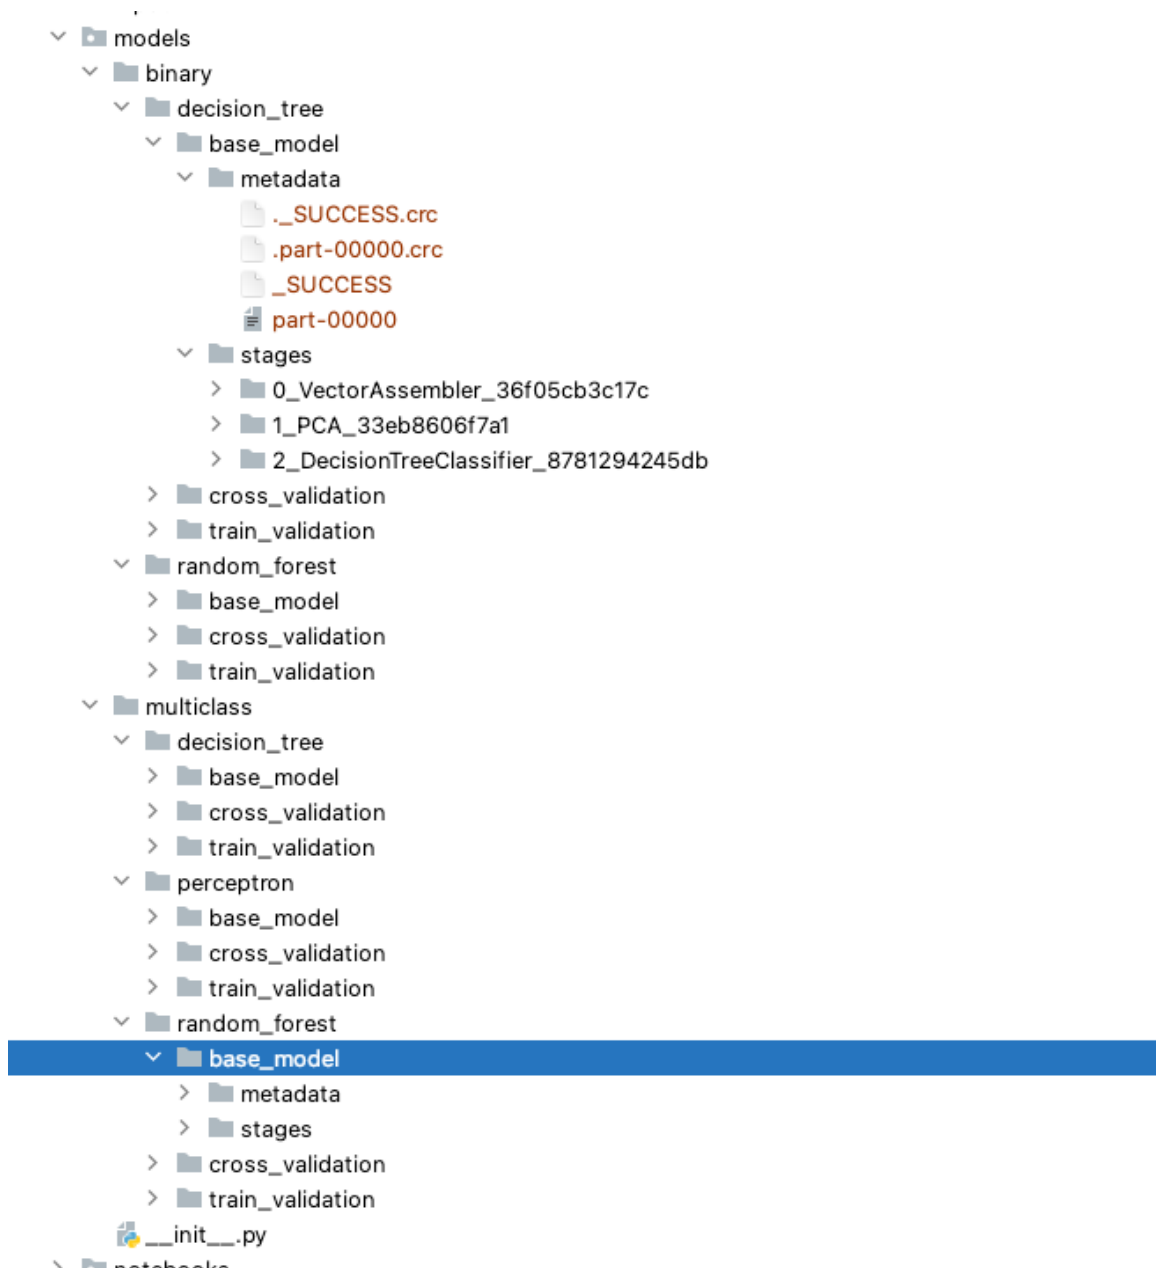 models
binary
decision_tree
base_model
metadata
._SUCCESS.crc
.part-00000.crc
_SUCCESS
part-00000
stages
0_VectorAssembler_36f05cb3c17c
1_PCA_33eb8606f7a1
2_DecisionTreeClassifier_8781294245db
cross_validation
train_validation
random_forest
base_model
cross_validation
train_validation
multiclass
decision_tree
base_model
cross_validation
train_validation
perceptron
base_model
cross_validation
train_validation
random_forest
base_model
metadata
stages
cross_validation
train_validation
__init__.py
notebooks